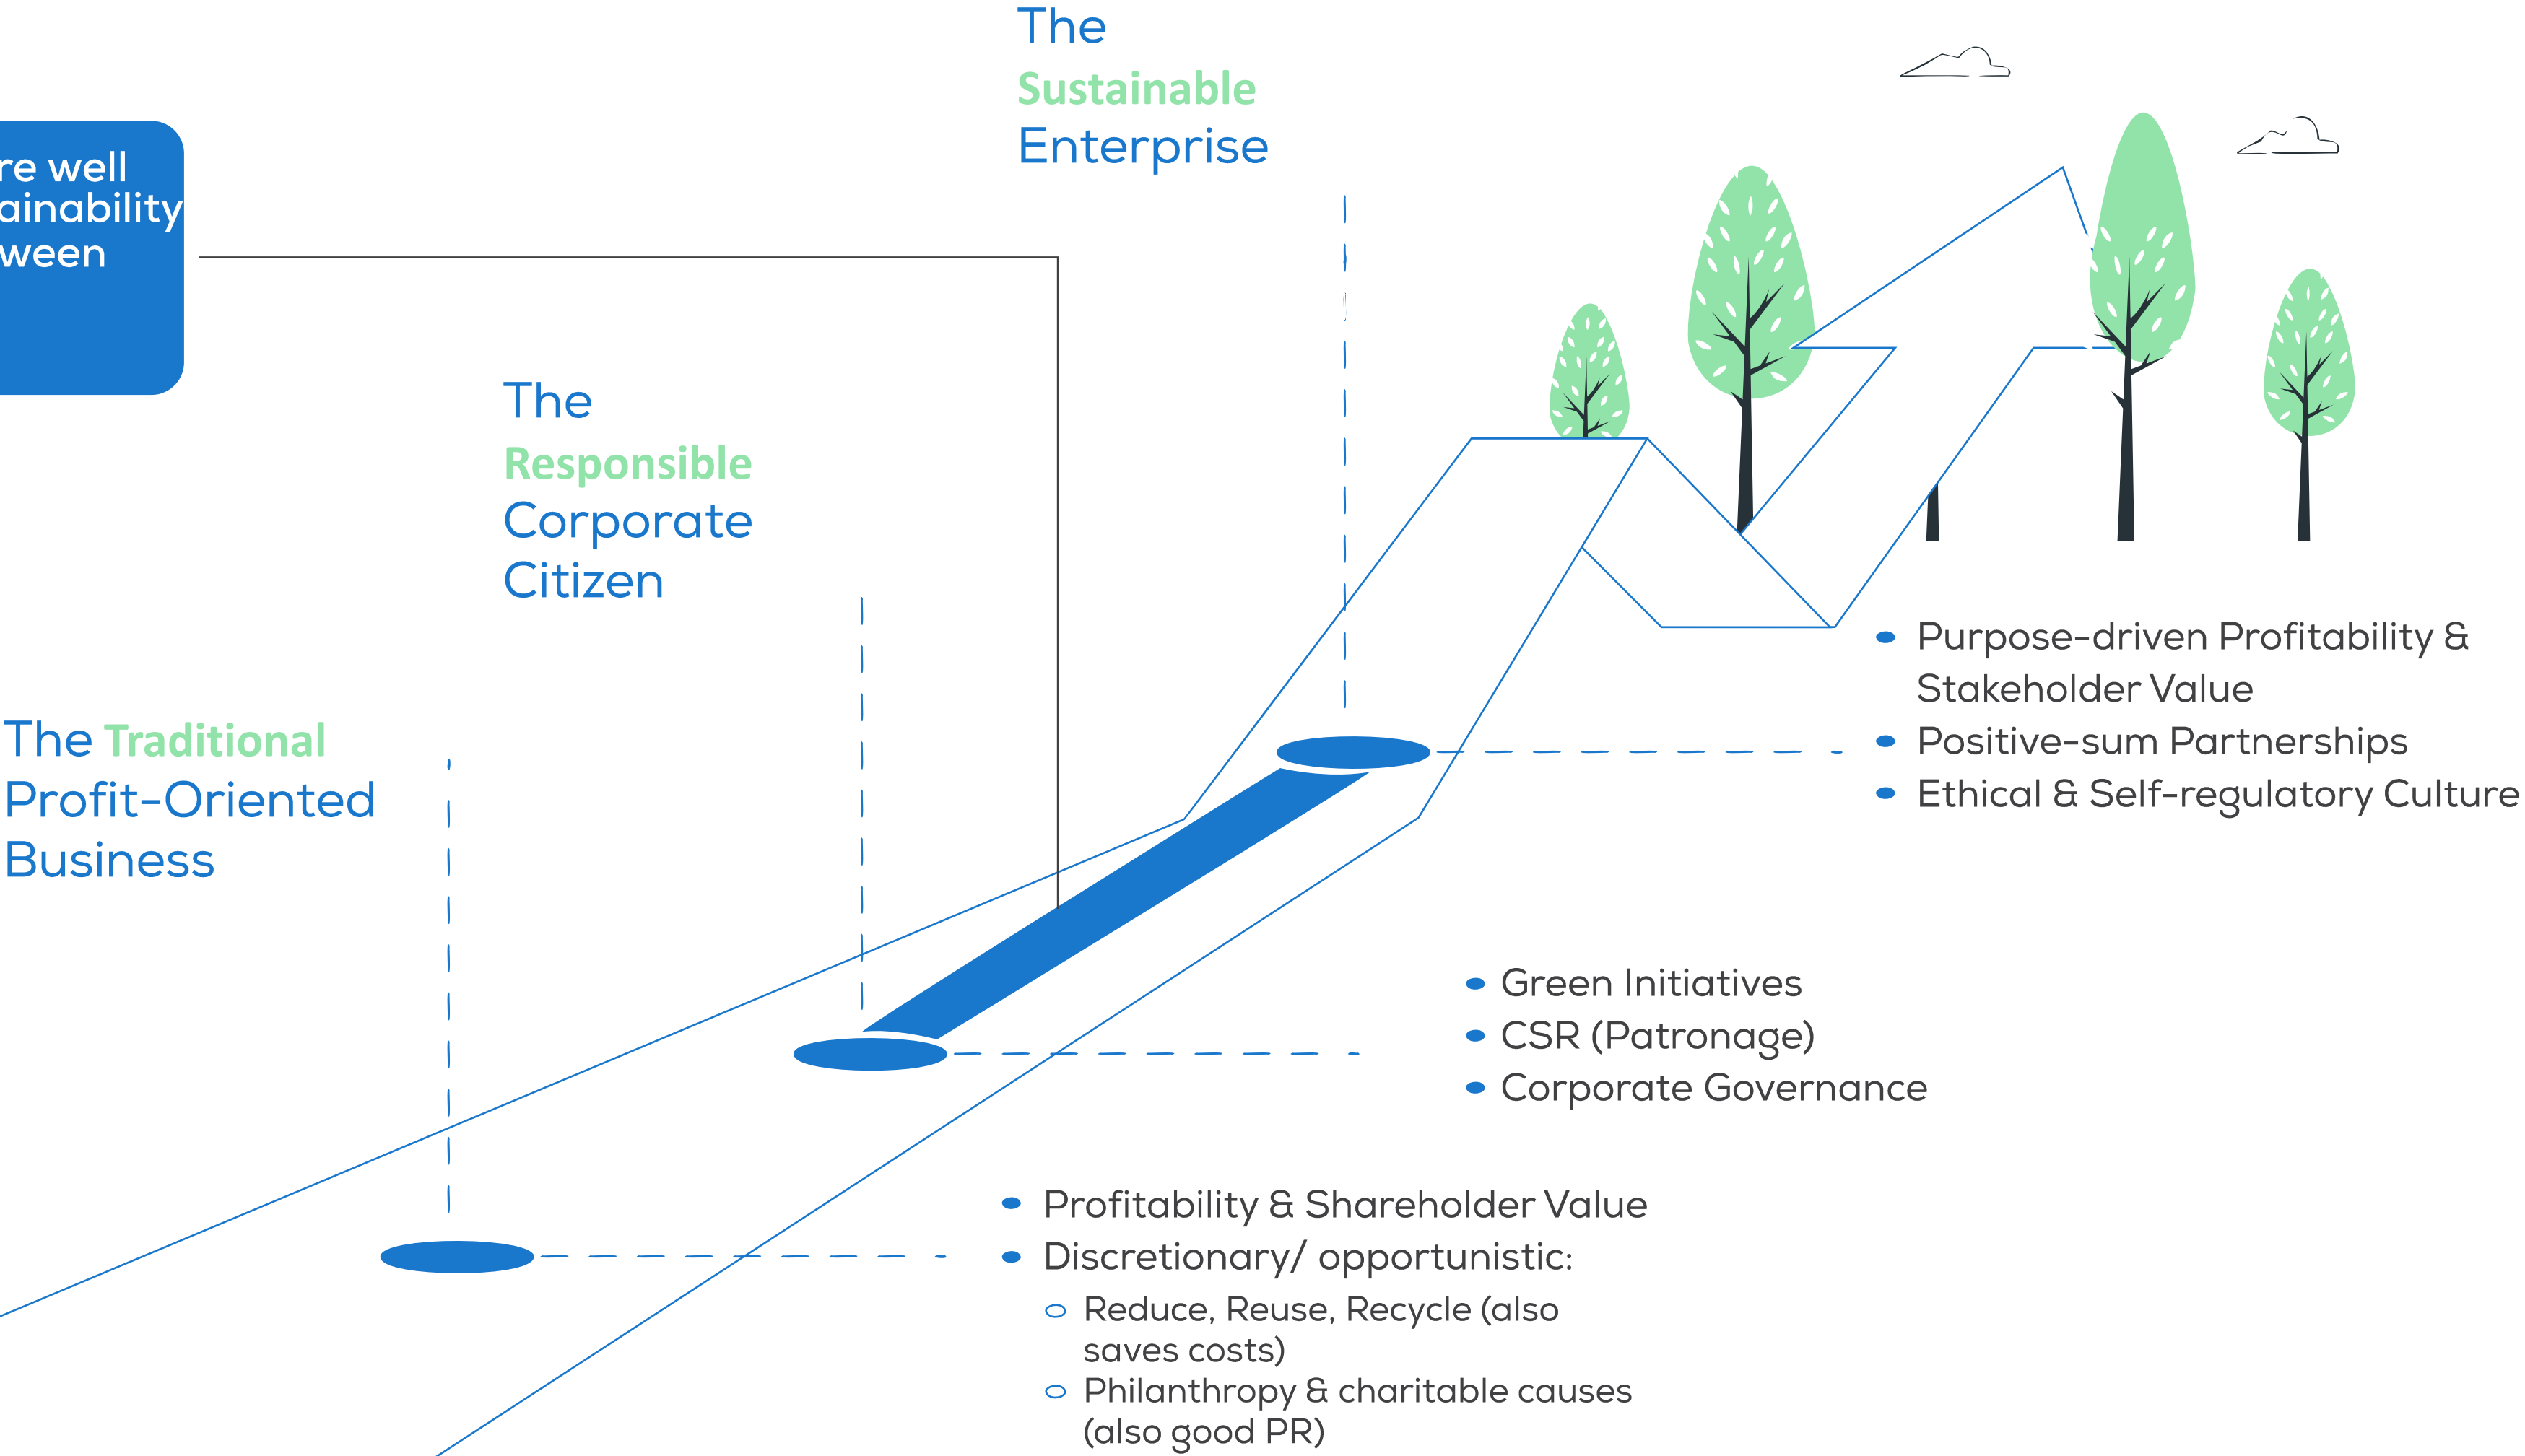 The
Sustainable
Enterprise
re well
ainability
ween
The
Responsible
Corporate
Citizen
The Traditional
Profit-Oriented
Business
Purpose-driven Profitability &
Stakeholder Value
Positive-sum Partnerships
Ethical & Self-regulatory Culture
Green Initiatives
CSR (Patronage)
Corporate Governance
Profitability & Shareholder Value
Discretionary/ opportunistic:
Reduce, Reuse, Recycle (also
saves costs)
Philanthropy & charitable causes
(also good PR)